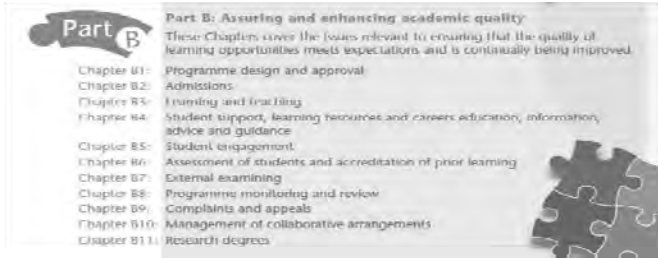 Part B
Part B: Assuring and enhancing academic quality
These Chapters cover the issues relevant to ensuring that the quality of
learning opportunities meets expectations and is continually being improved.
Chapter B1: Programme design and approval
Chapter B2: Admissions
Chapter B3: Learning and teaching
Chapter B4: Student support, learning resources and careers education, information,
advice and guidance
Chapter B5: Student engagement
Chapter B6: Assessment of students and accreditation of prior learning
Chapter B7: External examining
Chapter B8: Programme monitoring and review
Chapter B9: Complaints and appeals
Chapter B10: Management of collaborative arrangements
Chapter B11: Research degrees